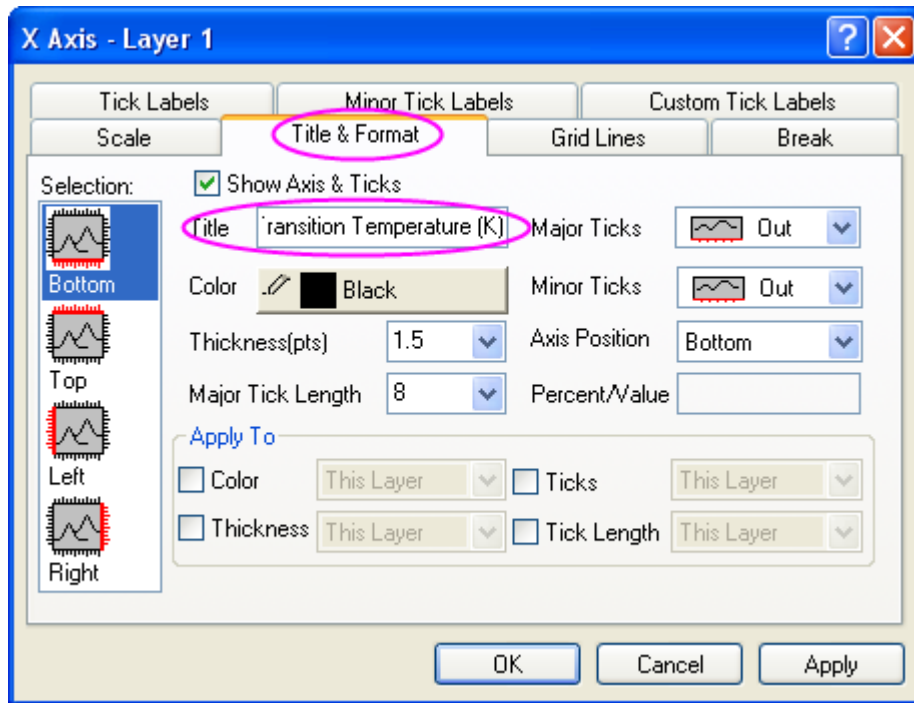 X Axis - Layer 1
Tick Labels Minor Tick Labels Custom Tick Labels
Scale Title & Format Grid Lines Break
Selection: Show Axis & Ticks
Title Transition Temperature (K) Major Ticks Out
Bottom Color Black Minor Ticks Out
Thickness(pts) 1.5 Axis Position Bottom
Top Major Tick Length 8 Percent/Value
Apply To
Left Color This Layer Ticks This Layer
Thickness This Layer Tick Length This Layer
Right
OK Cancel Apply